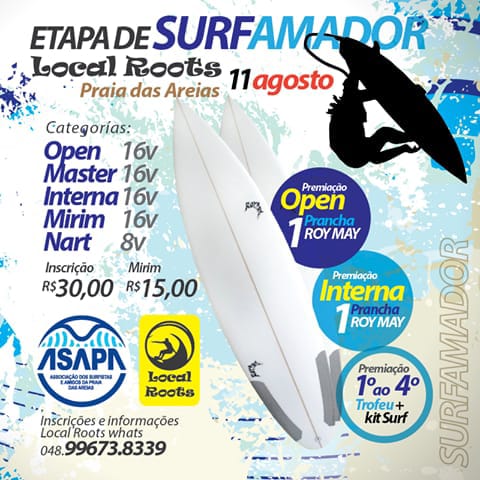 ETAPA DE SURFAMADOR
Local Roots
Praia das Areias
11 agosto
Categorias:
Open 16v
Master 16v
Interna 16v
Mirim 16v
Nart 8v
Inscrição
R$30,00
Mirim
R$15,00
Premiação
Open
1 Prancha
ROY MAY
Premiação
Interna
1 Prancha
ROY MAY
Premiação
1º ao 4º
Trofeu +
kit Surf
SURFAMADOR
ASAPA
ASSOCIAÇÃO DOS SURFISTAS
E AMIGOS DA PRAIA
DAS AREIAS
Local
Roots
Inscrições e informações
Local Roots whats
048.99673.8339